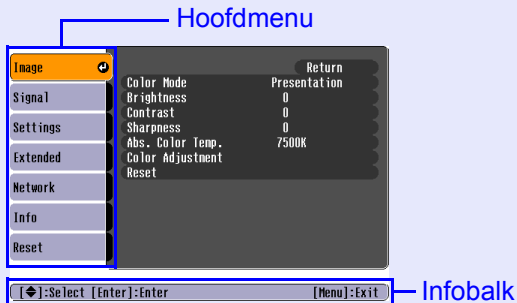 Hoofdmenu
Image
Signal
Settings
Extended
Network
Info
Reset
Return
Color Mode Presentation
Brightness 0
Contrast 0
Sharpness 0
Abs. Color Temp. 7500K
Color Adjustment
Reset
[◆]:Select [Enter]:Enter [Menu]:Exit
Infobalk